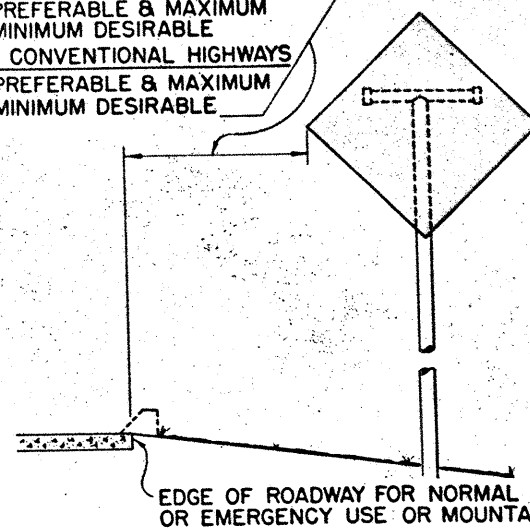 PREFERABLE & MAXIMUM
MINIMUM DESIRABLE
CONVENTIONAL HIGHWAYS
PREFERABLE & MAXIMUM
MINIMUM DESIRABLE
EDGE OF ROADWAY FOR NORMAL
OR EMERGENCY USE OR